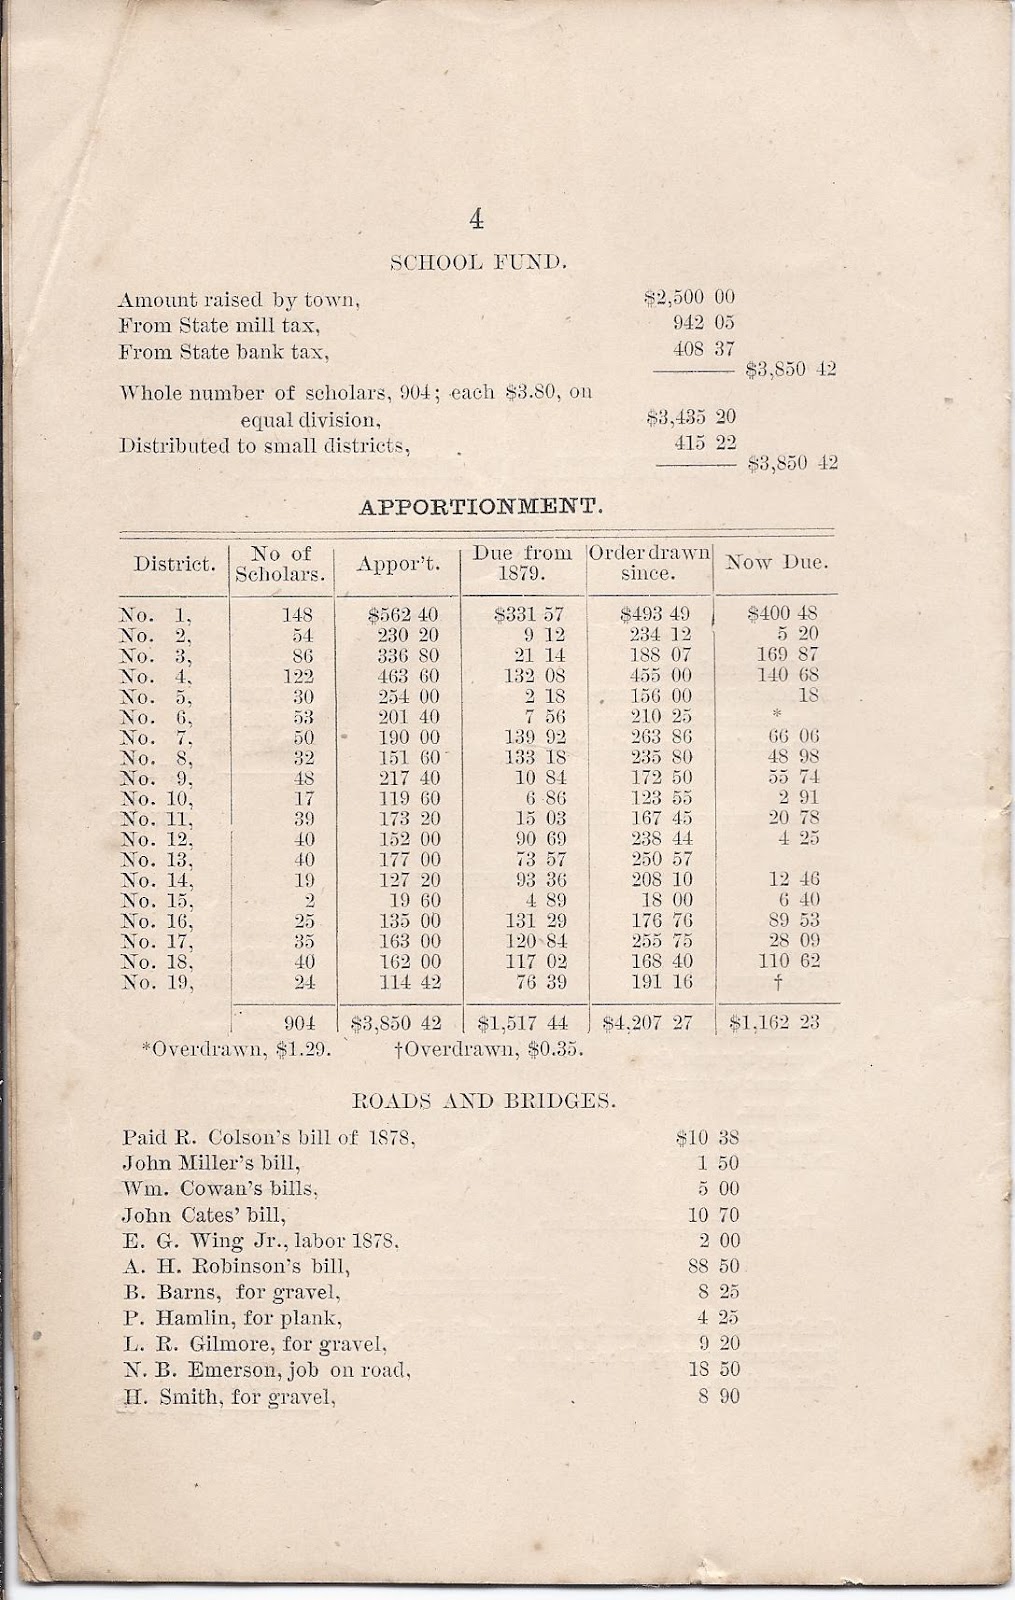 4
SCHOOL FUND.
Amount raised by town, $2,500 00
From State mill tax, 942 05
From State bank tax, 408 37
$3,850 42
Whole number of scholars, 904; each $3.80, on
equal division, $3,435 20
Distributed to small districts, 415 22
$3,850 42
APPORTIONMENT.
District. No of Scholars. Appor't. Due from 1879. Order drawn since. Now Due.
No. 1, 148 $562 40 $331 57 $493 49 $400 48
No. 2, 54 230 20 9 12 234 12 5 20
No. 3, 86 336 80 21 14 188 07 169 87
No. 4, 122 463 60 132 08 455 00 140 68
No. 5, 30 254 00 2 18 156 00 18
No. 6, 53 201 40 7 56 210 25 *
No. 7, 50 190 00 139 92 263 86 66 06
No. 8, 32 151 60 133 18 235 80 48 98
No. 9, 48 217 40 10 84 172 50 55 74
No. 10, 17 119 60 6 86 123 55 2 91
No. 11, 39 173 20 15 03 167 45 20 78
No. 12, 40 152 00 90 69 238 44 4 25
No. 13, 40 177 00 73 57 250 57
No. 14, 19 127 20 93 36 208 10 12 46
No. 15, 2 19 60 4 89 18 00 6 40
No. 16, 25 135 00 131 29 176 76 89 53
No. 17, 35 163 00 120 84 255 75 28 09
No. 18, 40 162 00 117 02 168 40 110 62
No. 19, 24 114 42 76 39 191 16 †
904 $3,850 42 $1,517 44 $4,207 27 $1,162 23
*Overdrawn, $1.29. †Overdrawn, $0.35.
ROADS AND BRIDGES.
Paid R. Colson's bill of 1878, $10 38
John Miller's bill, 1 50
Wm. Cowan's bills, 5 00
John Cates' bill, 10 70
E. G. Wing Jr., labor 1878, 2 00
A. H. Robinson's bill, 88 50
B. Barns, for gravel, 8 25
P. Hamlin, for plank, 4 25
L. R. Gilmore, for gravel, 9 20
N. B. Emerson, job on road, 18 50
H. Smith, for gravel, 8 90